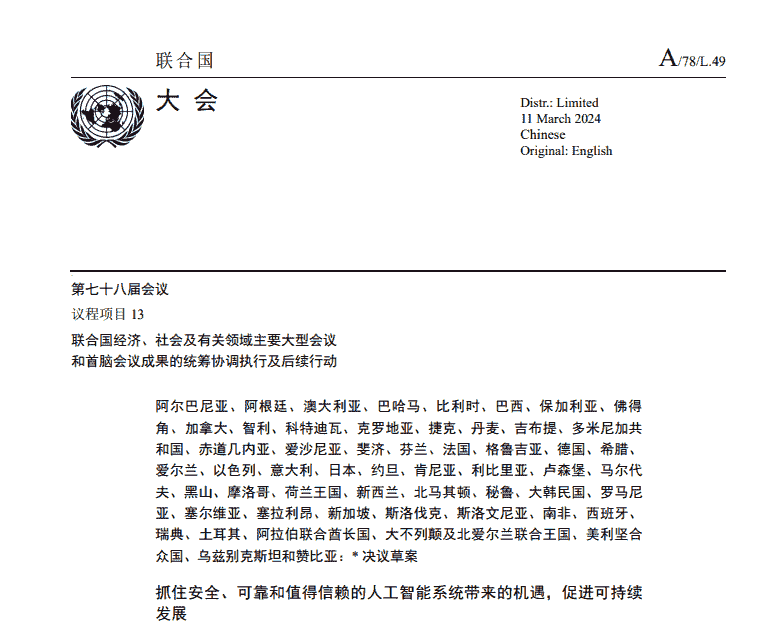 联合国
A/78/L.49
大会
Distr.: Limited
11 March 2024
Chinese
Original: English
第七十八届会议
议程项目 13
联合国经济、社会及有关领域主要大型会议
和首脑会议成果的统筹协调执行及后续行动
阿尔巴尼亚、阿根廷、澳大利亚、巴哈马、比利时、巴西、保加利亚、佛得
角、加拿大、智利、科特迪瓦、克罗地亚、捷克、丹麦、吉布提、多米尼加共
和国、赤道几内亚、爱沙尼亚、斐济、芬兰、法国、格鲁吉亚、德国、希腊、
爱尔兰、以色列、意大利、日本、约旦、肯尼亚、利比里亚、卢森堡、马尔代
夫、黑山、摩洛哥、荷兰王国、新西兰、北马其顿、秘鲁、大韩民国、罗马尼
亚、塞尔维亚、塞拉利昂、新加坡、斯洛伐克、斯洛文尼亚、南非、西班牙、
瑞典、土耳其、阿拉伯联合酋长国、大不列颠及北爱尔兰联合王国、美利坚合
众国、乌兹别克斯坦和赞比亚：* 决议草案
抓住安全、可靠和值得信赖的人工智能系统带来的机遇，促进可持续
发展